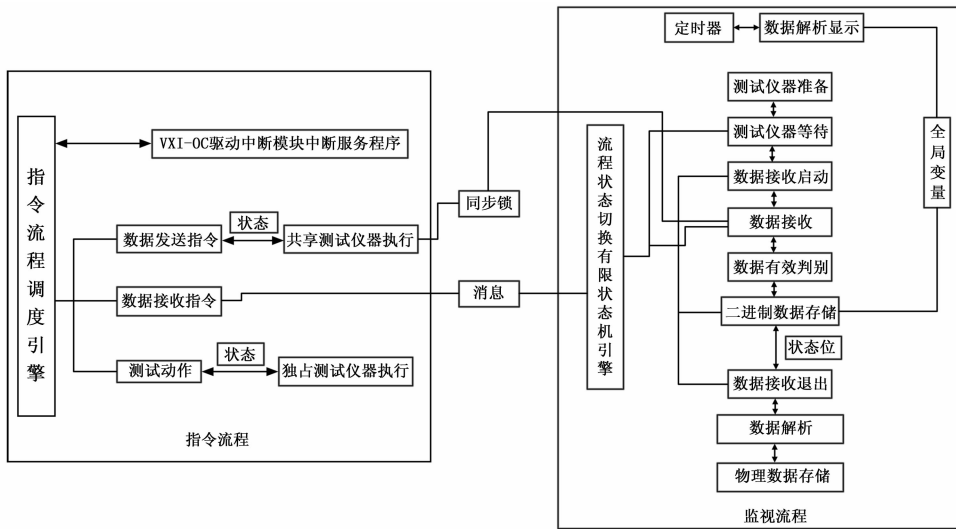 定时器
数据解析显示
测试仪器准备
测试仪器等待
数据接收启动
数据接收
数据有效判别
二进制数据存储
状态位
数据接收退出
数据解析
物理数据存储
监视流程
全局变量
流程状态切换有限状态机引擎
同步锁
消息
指令流程调度引擎
VXI-OC驱动中断模块中断服务程序
数据发送指令
状态
共享测试仪器执行
数据接收指令
测试动作
状态
独占测试仪器执行
指令流程